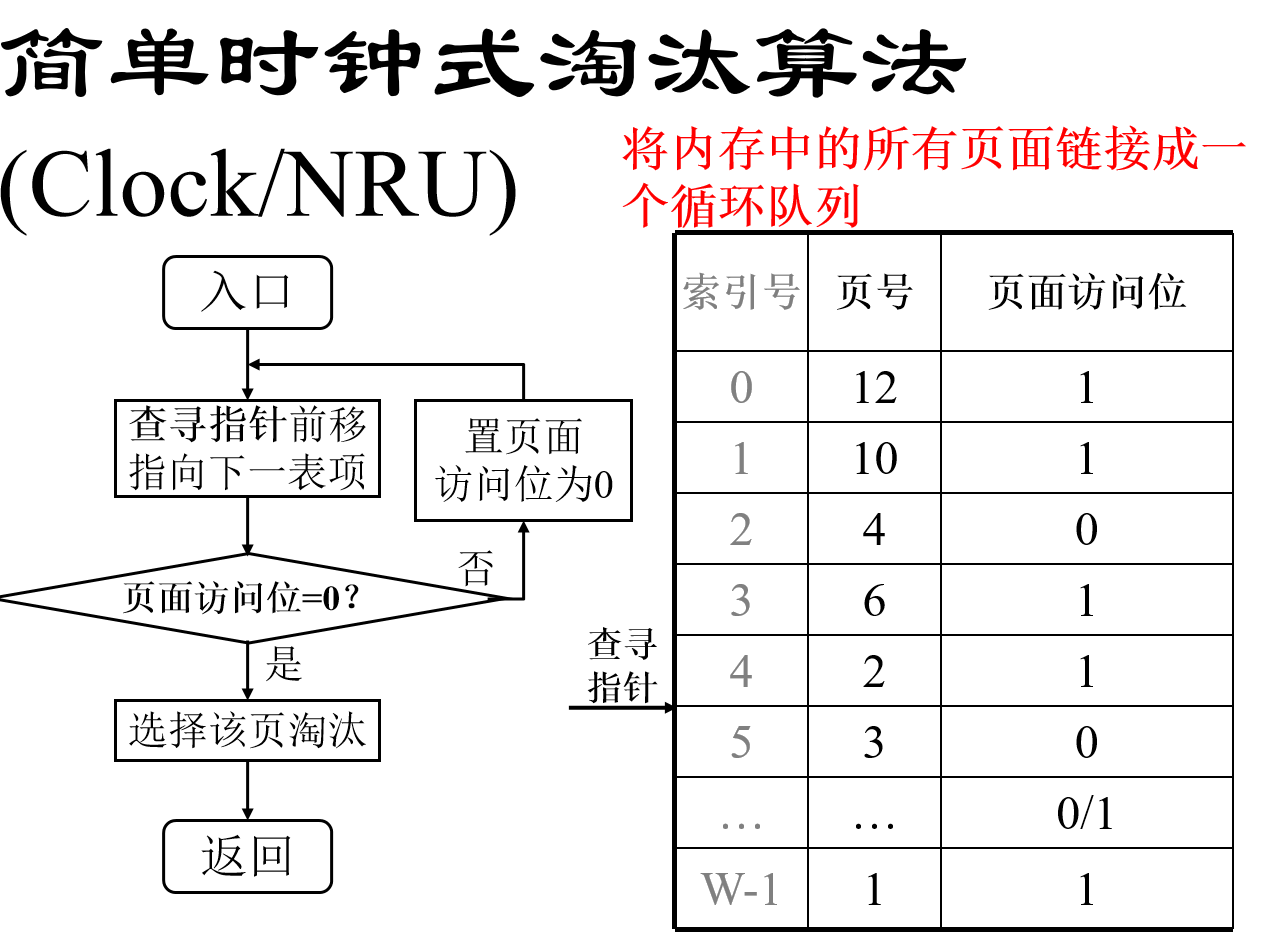 简单时钟式淘汰算法
(Clock/NRU)
将内存中的所有页面链接成一
个循环队列
入口
查寻指针前移
指向下一表项
置页面
访问位为0
页面访问位=0？
否
是
选择该页淘汰
返回
查寻
指针
索引号 页号 页面访问位
0 12 1
1 10 1
2 4 0
3 6 1
4 2 1
5 3 0
… … 0/1
W-1 1 1